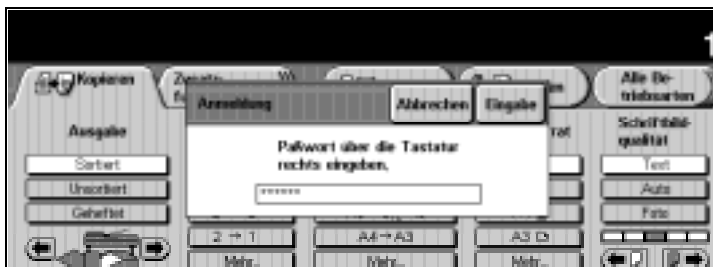 Kopieren
Alle Be-
triebsarten
Anmeldung
Abbrechen
Eingabe
Ausgabe
Schriftbild-
qualität
Paßwort über die Tastatur
rechts eingeben.
******
Sortiert
Unsortiert
Geheftet
Text
Auto
Foto
2 → 1
A4→A3
A3
Mehr...
Mehr...
Mehr...